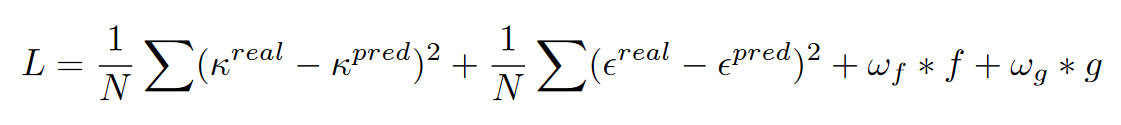 L = \frac{1}{N} \sum (\kappa^{real} - \kappa^{pred})^2 + \frac{1}{N} \sum (\epsilon^{real} - \epsilon^{pred})^2 + \omega_f * f + \omega_g * g